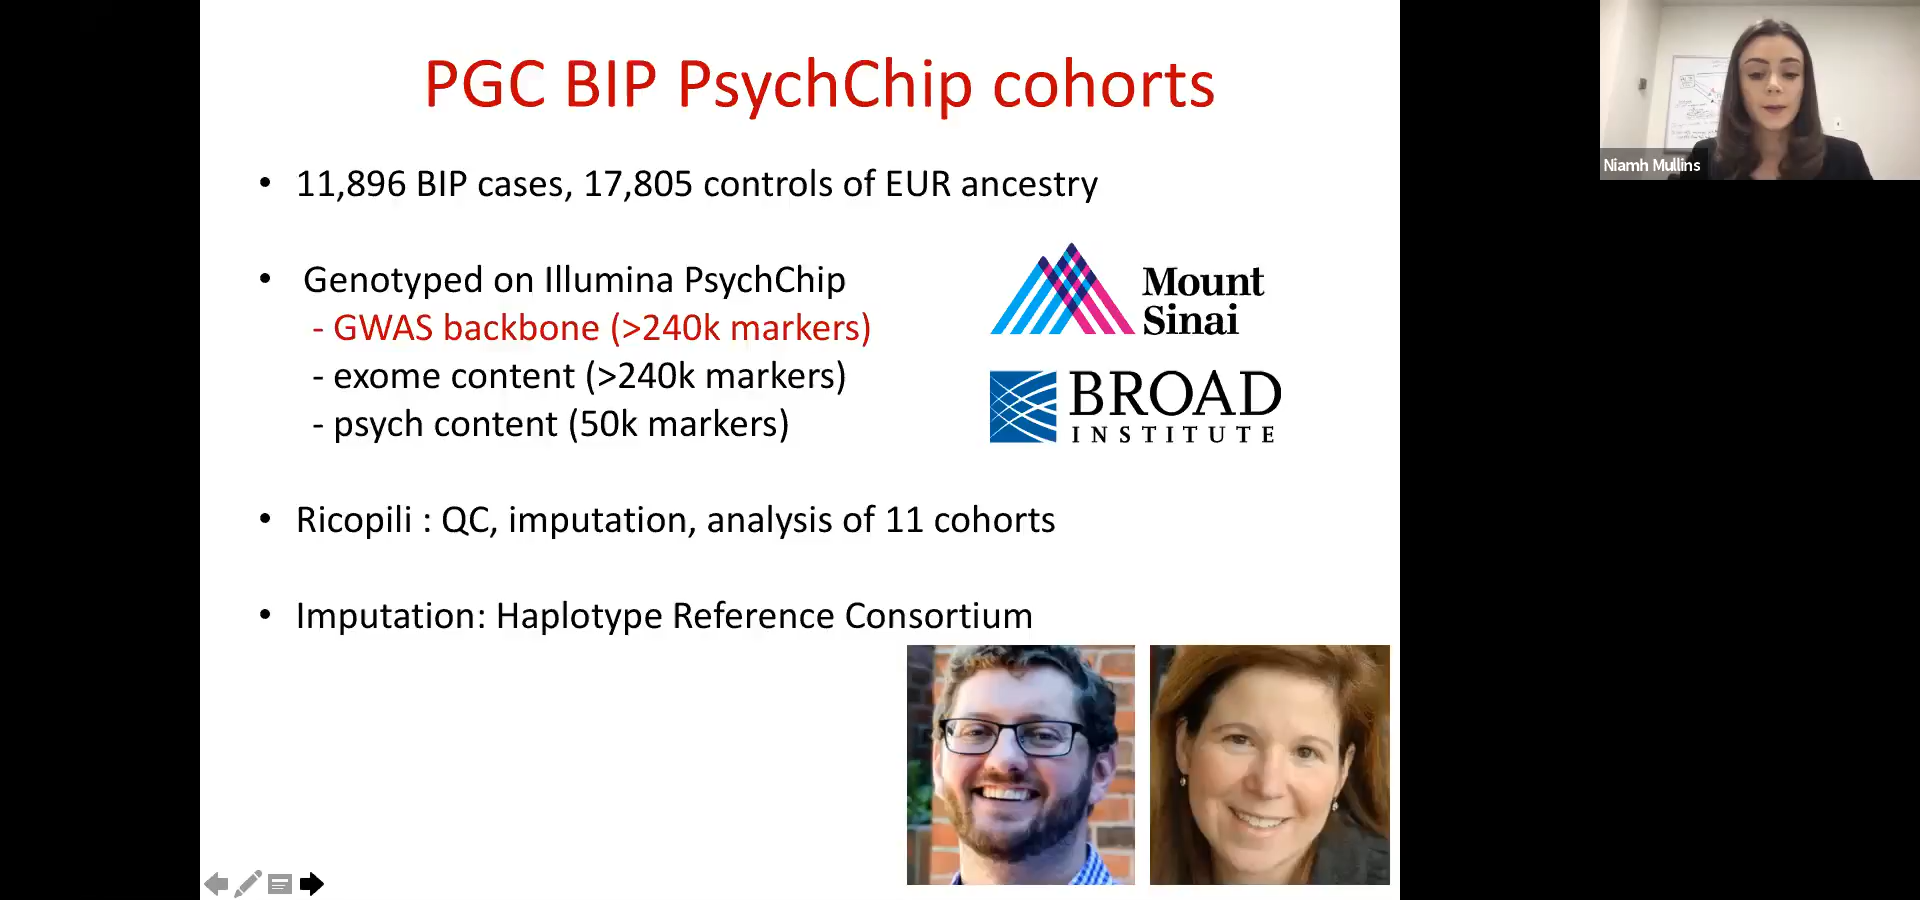 PGC BIP PsychChip cohorts
• 11,896 BIP cases, 17,805 controls of EUR ancestry
• Genotyped on Illumina PsychChip
- GWAS backbone (>240k markers)
- exome content (>240k markers)
- psych content (50k markers)
Mount
Sinai
BROAD
INSTITUTE
• Ricopili : QC, imputation, analysis of 11 cohorts
• Imputation: Haplotype Reference Consortium
Niamh Mullins